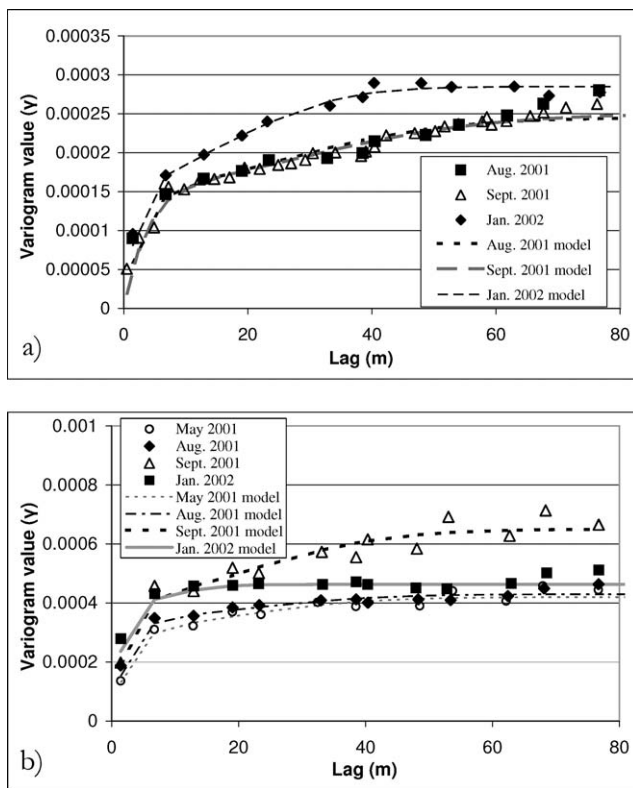 0.00035
0.0003
0.00025
0.0002
0.00015
0.0001
0.00005
0
Variogram value (γ)
0 20 40 60 80
Lag (m)
Aug. 2001
Sept. 2001
Jan. 2002
Aug. 2001 model
Sept. 2001 model
Jan. 2002 model
a)
0.001
0.0008
0.0006
0.0004
0.0002
0
Variogram value (γ)
0 20 40 60 80
Lag (m)
May 2001
Aug. 2001
Sept. 2001
Jan. 2002
May 2001 model
Aug. 2001 model
Sept. 2001 model
Jan. 2002 model
b)